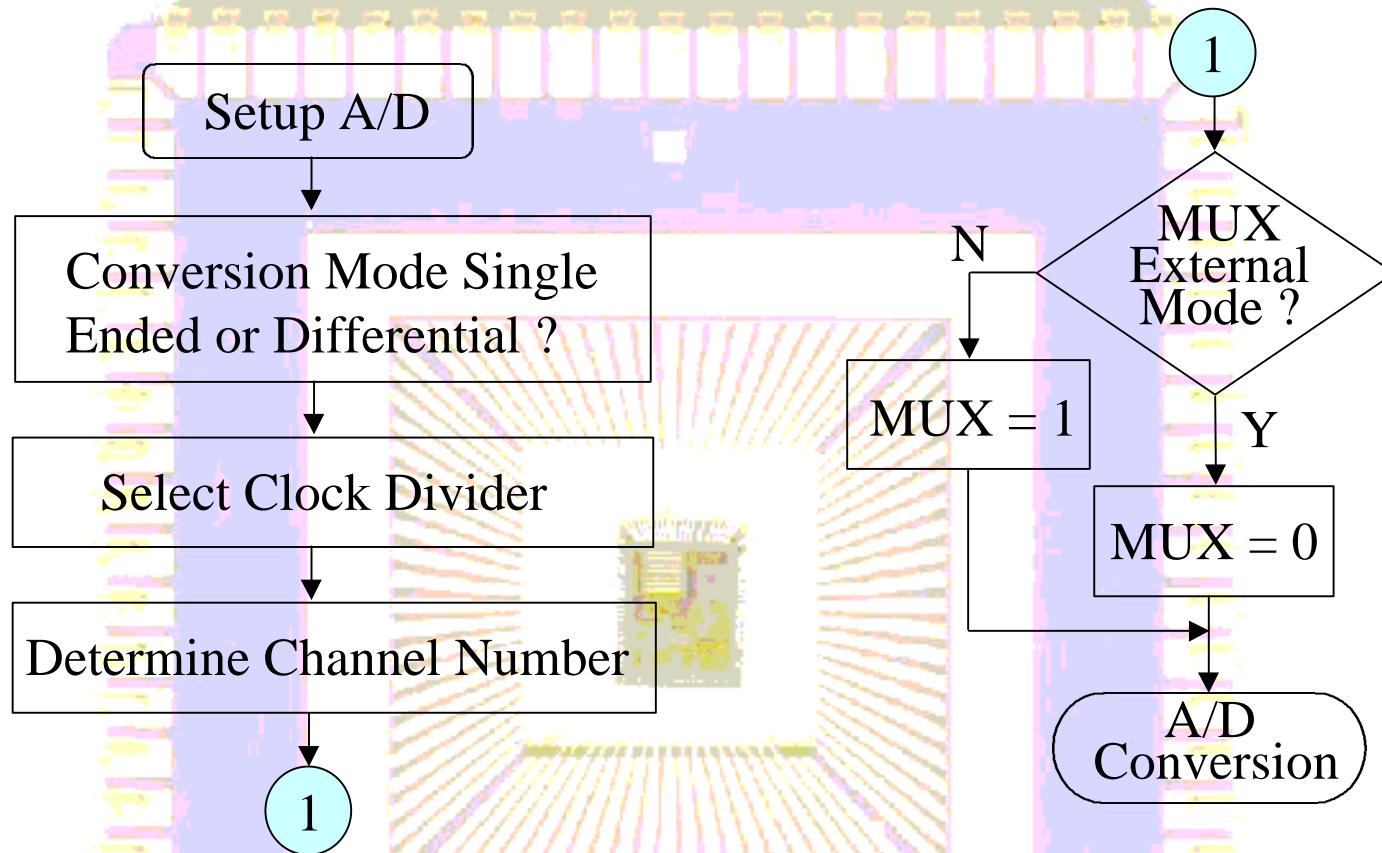 Setup A/D
Conversion Mode Single
Ended or Differential ?
Select Clock Divider
Determine Channel Number
1
1
MUX
External
Mode ?
N
Y
MUX = 1
MUX = 0
A/D
Conversion